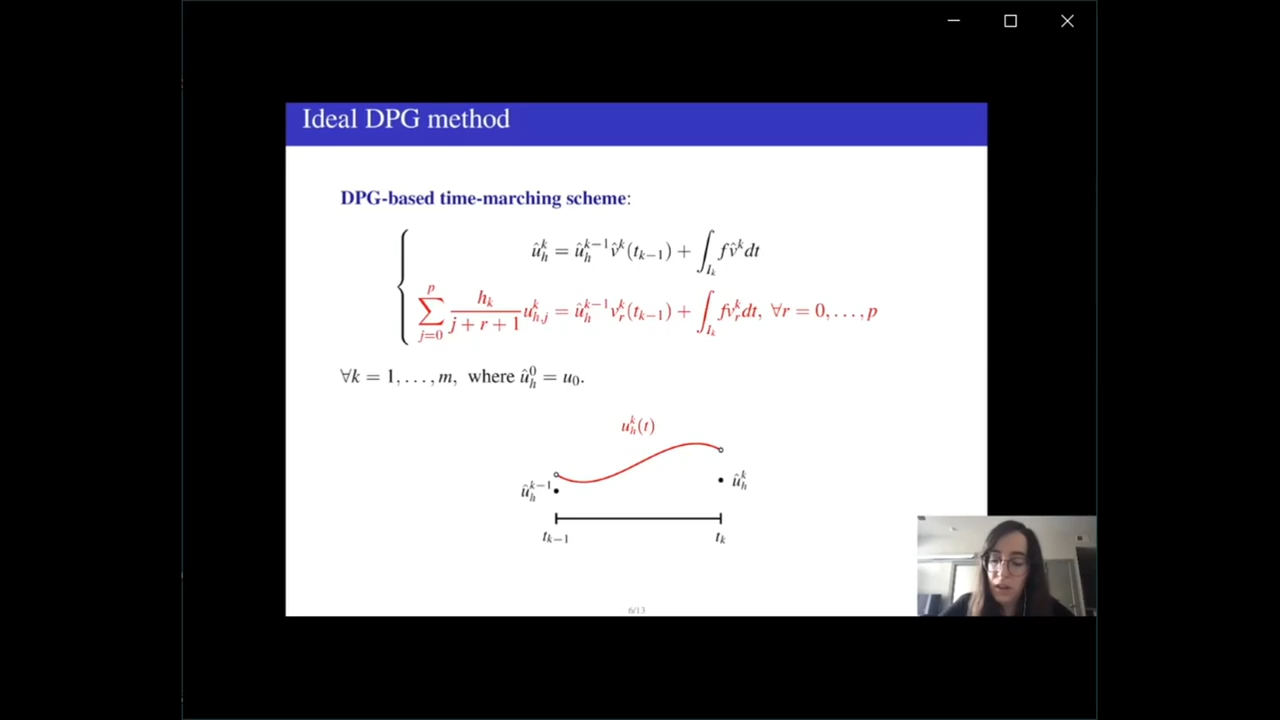 Ideal DPG method
DPG-based time-marching scheme:
û_h^k = û_h^{k-1} v̂^k(t_{k-1}) + ∫_{I_k} f v̂^k dt
∑_{j=0}^{p} h_k/(j + r + 1) u_{h,j}^k = û_h^{k-1} v_r^k(t_{k-1}) + ∫_{I_k} f v_r^k dt, ∀r = 0, . . . , p
∀k = 1, . . . , m, where û_h^0 = u_0.
u_h^k(t)
û_h^{k-1}
û_h^k
t_{k-1}
t_k
6/13